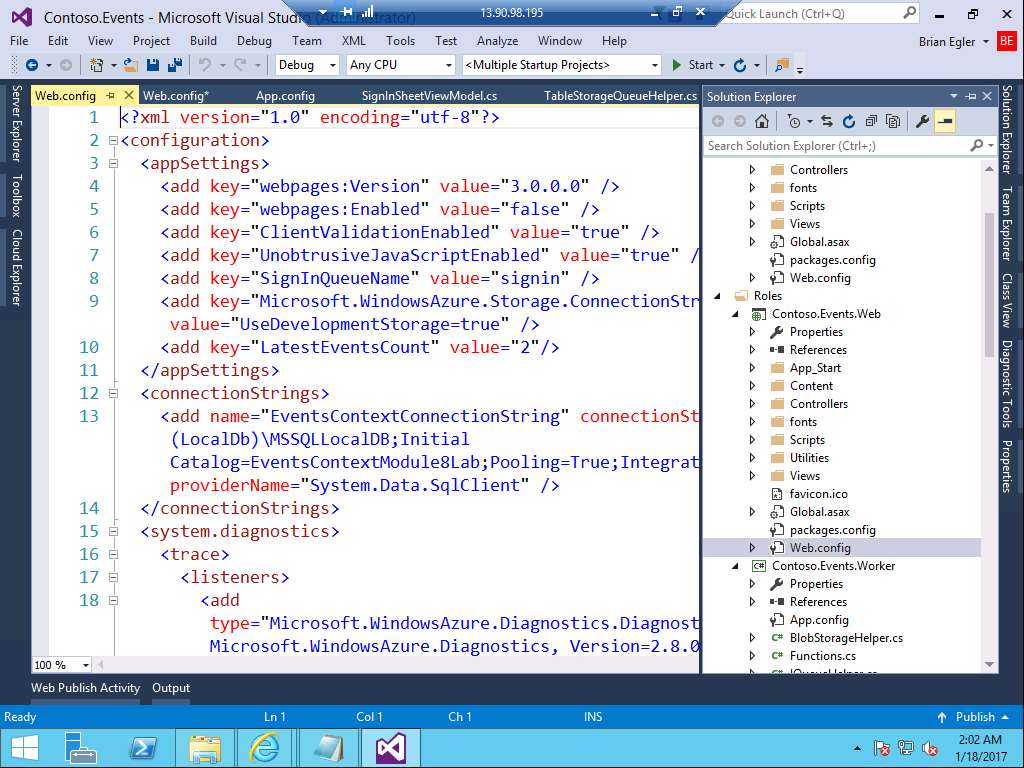 Contoso.Events - Microsoft Visual Studio (Administrator)
13.90.98.195
Quick Launch (Ctrl+Q)
File Edit View Project Build Debug Team XML Tools Test Analyze Window Help
Brian Egler BE
Debug Any CPU <Multiple Startup Projects> Start
Server Explorer
Toolbox
Cloud Explorer
Web.config Web.config* App.config SignInSheetViewModel.cs TableStorageQueueHelper.cs
1 <?xml version="1.0" encoding="utf-8"?>
2 <configuration>
3 <appSettings>
4 <add key="webpages:Version" value="3.0.0.0" />
5 <add key="webpages:Enabled" value="false" />
6 <add key="ClientValidationEnabled" value="true" />
7 <add key="UnobtrusiveJavaScriptEnabled" value="true" /
8 <add key="SignInQueueName" value="signin" />
9 <add key="Microsoft.WindowsAzure.Storage.ConnectionStr
value="UseDevelopmentStorage=true" />
10 <add key="LatestEventsCount" value="2"/>
11 </appSettings>
12 <connectionStrings>
13 <add name="EventsContextConnectionString" connectionSt
(LocalDb)\MSSQLLocalDB;Initial
Catalog=EventsContextModule8Lab;Pooling=True;Integrat
providerName="System.Data.SqlClient" />
14 </connectionStrings>
15 <system.diagnostics>
16 <trace>
17 <listeners>
18 <add
type="Microsoft.WindowsAzure.Diagnostics.Diagnost
Microsoft.WindowsAzure.Diagnostics, Version=2.8.0
100 %
Solution Explorer
Search Solution Explorer (Ctrl+;)
Controllers
fonts
Scripts
Views
Global.asax
packages.config
Web.config
Roles
Contoso.Events.Web
Properties
References
App_Start
Content
Controllers
fonts
Scripts
Utilities
Views
favicon.ico
Global.asax
packages.config
Web.config
C# Contoso.Events.Worker
Properties
References
App.config
C# BlobStorageHelper.cs
C# Functions.cs
Solution Explorer
Team Explorer
Class View
Diagnostic Tools
Properties
Web Publish Activity Output
Ready Ln 1 Col 1 Ch 1 INS Publish
2:02 AM
1/18/2017